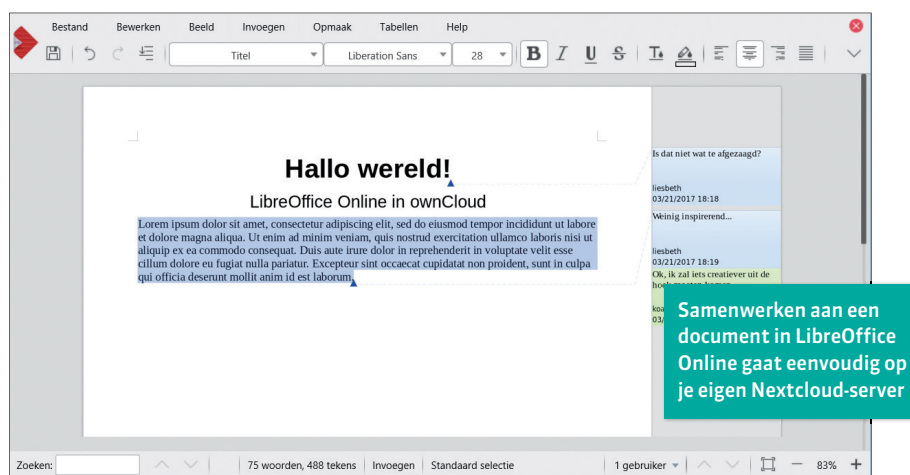 Bestand Bewerken Beeld Invoegen Opmaak Tabellen Help
Titel Liberation Sans 28 B I U S
Hallo wereld!
LibreOffice Online in ownCloud
Lorem ipsum dolor sit amet, consectetur adipiscing elit, sed do eiusmod tempor incididunt ut labore
et dolore magna aliqua. Ut enim ad minim veniam, quis nostrud exercitation ullamco laboris nisi ut
aliquip ex ea commodo consequat. Duis aute irure dolor in reprehenderit in voluptate velit esse
cillum dolore eu fugiat nulla pariatur. Excepteur sint occaecat cupidatat non proident, sunt in culpa
qui officia deserunt mollit anim id est laborum.
Is dat niet wat te afgezaagd?
liesbeth
03/21/2017 18:18
Weinig inspirerend...
liesbeth
03/21/2017 18:19
Ok, ik zal iets creatiever uit de
Samenwerken aan een
document in LibreOffice
Online gaat eenvoudig op
je eigen Nextcloud-server
Zoeken: 75 woorden, 488 tekens Invoegen Standaard selectie 1 gebruiker 83%